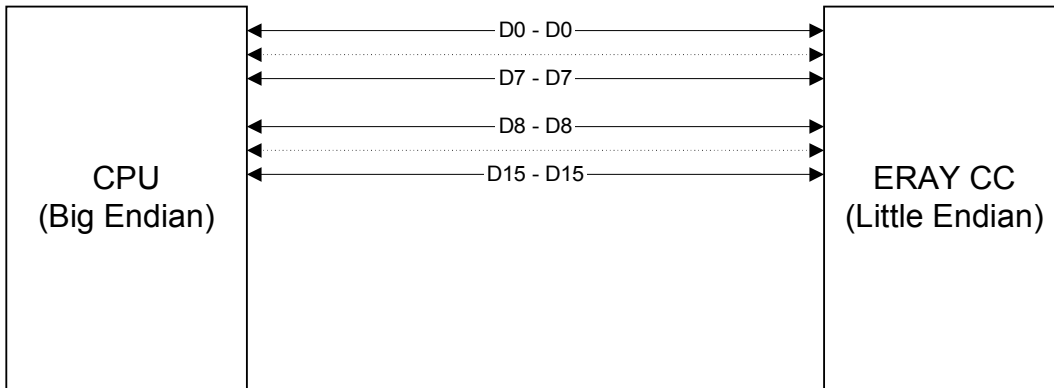 D0 - D0
D7 - D7
D8 - D8
D15 - D15
CPU
(Big Endian)
ERAY CC
(Little Endian)